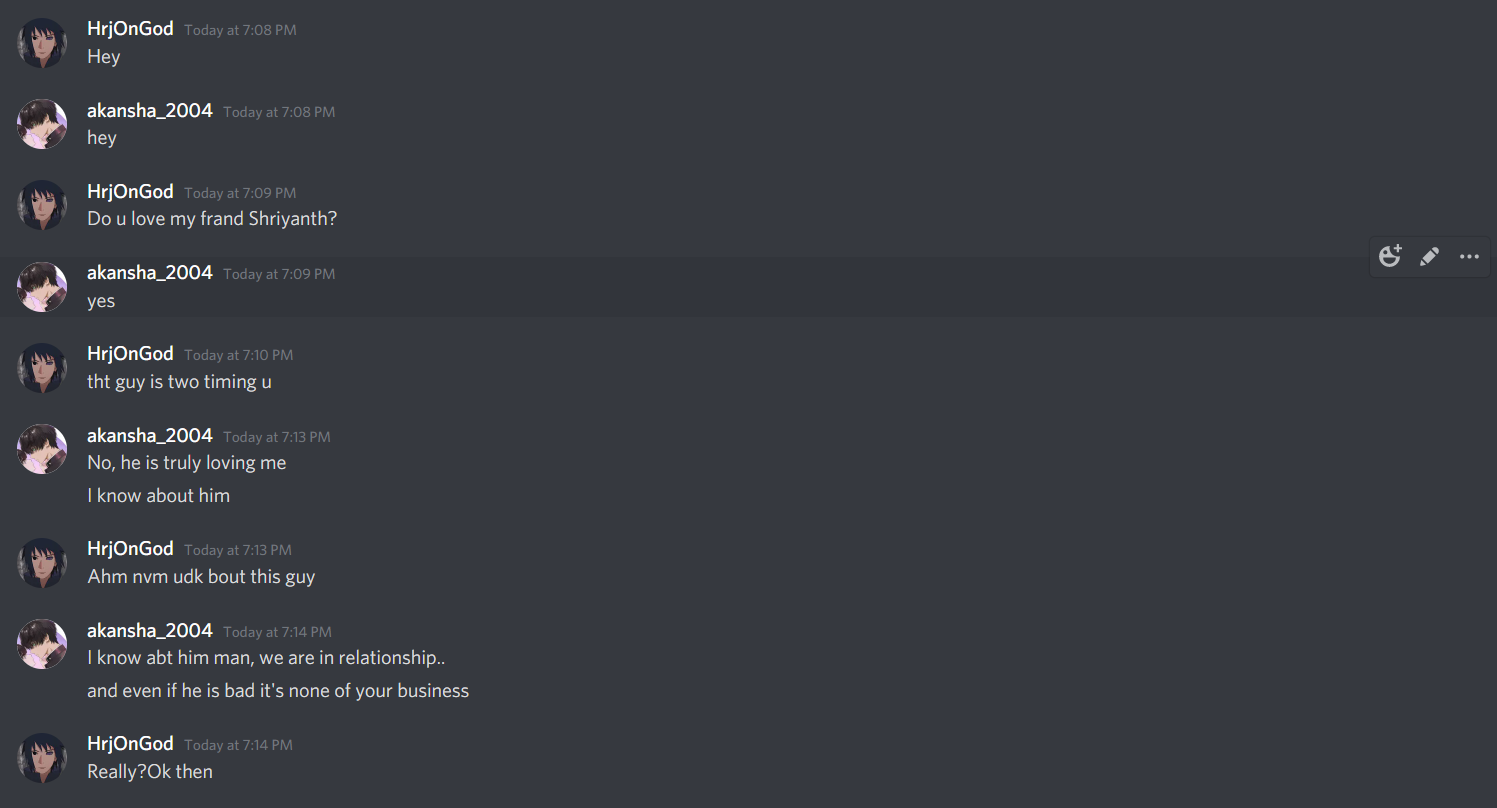 HrjOnGod Today at 7:08 PM
Hey
akansha_2004 Today at 7:08 PM
hey
HrjOnGod Today at 7:09 PM
Do u love my frand Shriyanth?
akansha_2004 Today at 7:09 PM
yes
HrjOnGod Today at 7:10 PM
tht guy is two timing u
akansha_2004 Today at 7:13 PM
No, he is truly loving me
I know about him
HrjOnGod Today at 7:13 PM
Ahm nvm udk bout this guy
akansha_2004 Today at 7:14 PM
I know abt him man, we are in relationship..
and even if he is bad it's none of your business
HrjOnGod Today at 7:14 PM
Really?Ok then